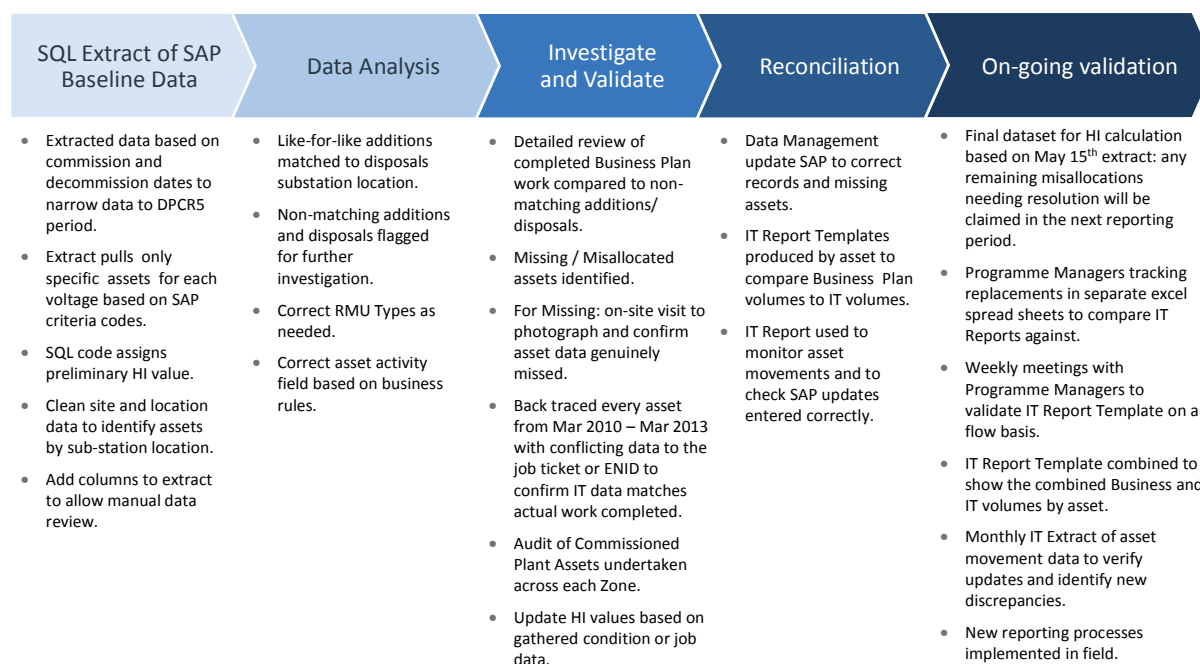 SQL Extract of SAP
Baseline Data
Data Analysis
Investigate
and Validate
Reconciliation
On-going validation
• Extracted data based on
commission and
decommission dates to
narrow data to DPCR5
period.
• Extract pulls only
specific assets for each
voltage based on SAP
criteria codes.
• SQL code assigns
preliminary HI value.
• Clean site and location
data to identify assets
by sub-station location.
• Add columns to extract
to allow manual data
review.
• Like-for-like additions
matched to disposals
substation location.
• Non-matching additions
and disposals flagged
for further
investigation.
• Correct RMU Types as
needed.
• Correct asset activity
field based on business
rules.
• Detailed review of
completed Business Plan
work compared to non-
matching additions/
disposals.
• Missing / Misallocated
assets identified.
• For Missing: on-site visit to
photograph and confirm
asset data genuinely
missed.
• Back traced every asset
from Mar 2010 – Mar 2013
with conflicting data to the
job ticket or ENID to
confirm IT data matches
actual work completed.
• Audit of Commissioned
Plant Assets undertaken
across each Zone.
• Update HI values based on
gathered condition or job
data.
• Data Management
update SAP to correct
records and missing
assets.
• IT Report Templates
produced by asset to
compare Business Plan
volumes to IT volumes.
• IT Report used to
monitor asset
movements and to
check SAP updates
entered correctly.
• Final dataset for HI calculation
based on May 15th extract: any
remaining misallocations
needing resolution will be
claimed in the next reporting
period.
• Programme Managers tracking
replacements in separate excel
spread sheets to compare IT
Reports against.
• Weekly meetings with
Programme Managers to
validate IT Report Template on a
flow basis.
• IT Report Template combined to
show the combined Business and
IT volumes by asset.
• Monthly IT Extract of asset
movement data to verify
updates and identify new
discrepancies.
• New reporting processes
implemented in field.